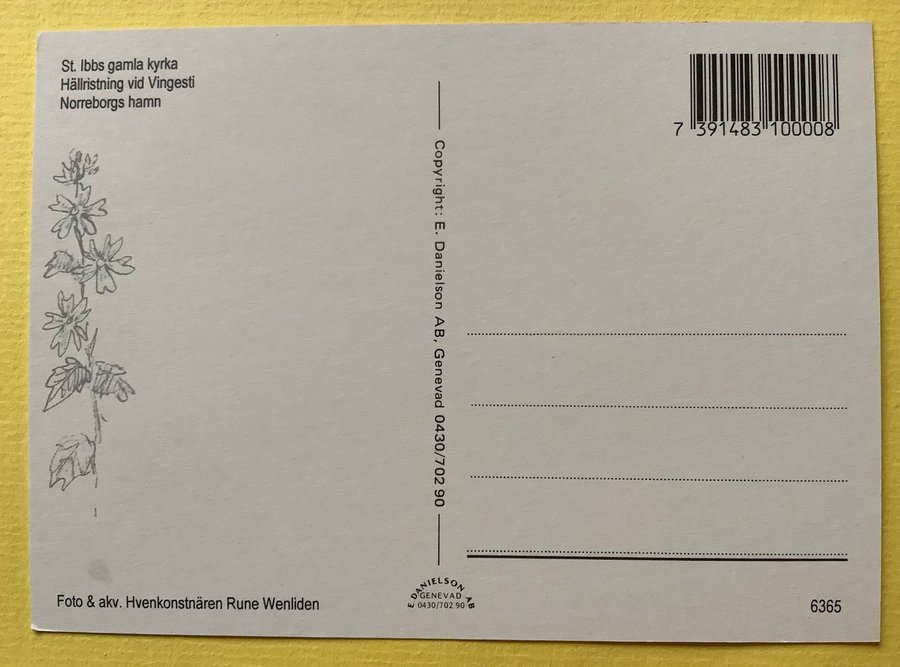 St. Ibbs gamla kyrka
Hällristning vid Vingesti
Norreborgs hamn
7 391483 100008
Copyright: E. Danielson AB, Genevad 0430/702 90
Foto & akv. Hvenkonstnären Rune Wenliden
E DANIELSON AB
GENEVAD
0430/702 90
6365